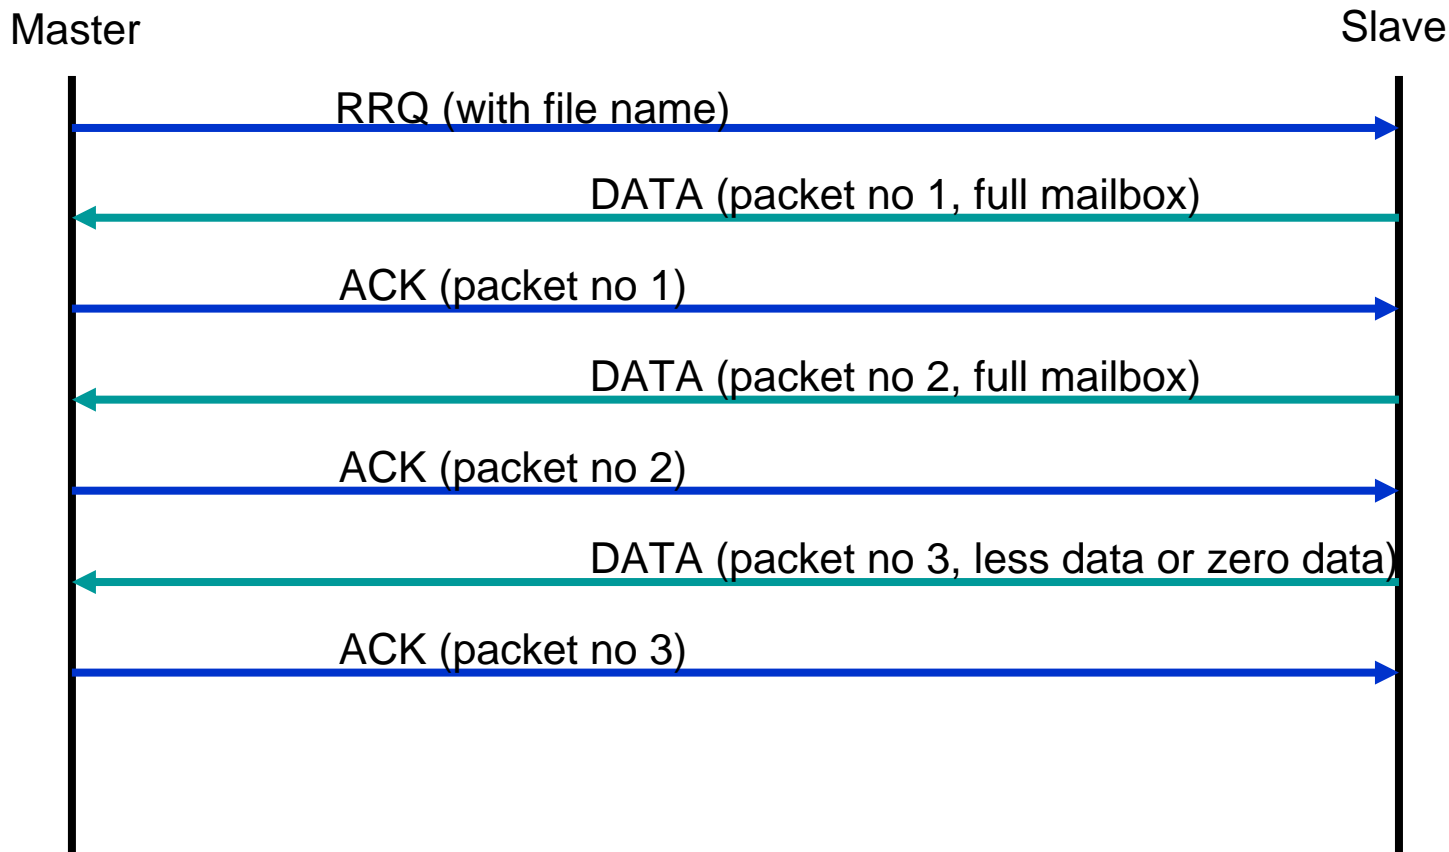 Master
Slave
RRQ (with file name)
DATA (packet no 1, full mailbox)
ACK (packet no 1)
DATA (packet no 2, full mailbox)
ACK (packet no 2)
DATA (packet no 3, less data or zero data)
ACK (packet no 3)